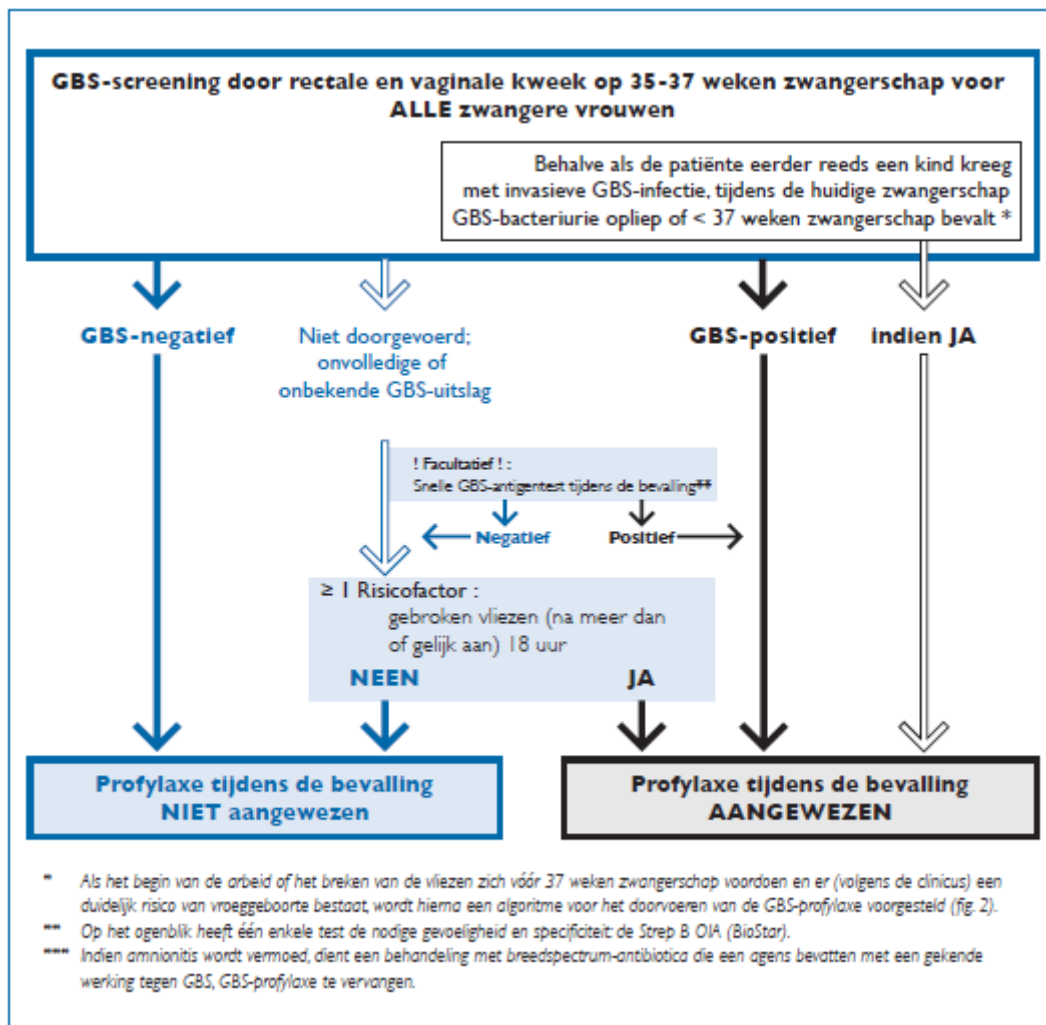 GBS-screening door rectale en vaginale kweek op 35-37 weken zwangerschap voor
ALLE zwangere vrouwen
Behalve als de patiënte eerder reeds een kind kreeg
met invasieve GBS-infectie, tijdens de huidige zwangerschap
GBS-bacteriurie opliep of < 37 weken zwangerschap bevalt *
GBS-negatief
Niet doorgevoerd;
onvolledige of
onbekende GBS-uitslag
GBS-positief
indien JA
! Facultatief ! :
Snelle GBS-antigentest tijdens de bevalling**
Negatief
Positief
≥ 1 Risicofactor :
gebroken vliezen (na meer dan
of gelijk aan) 18 uur
NEEN
JA
Profylaxe tijdens de bevalling
NIET aangewezen
Profylaxe tijdens de bevalling
AANGEWEZEN
* Als het begin van de arbeid of het breken van de vliezen zich vóór 37 weken zwangerschap voordoen en er (volgens de clinicus) een
duidelijk risico van vroeggeboorte bestaat, wordt hierna een algoritme voor het doorvoeren van de GBS-profylaxe voorgesteld (fig. 2).
** Op het ogenblik heeft één enkele test de nodige gevoeligheid en specificiteit: de Strep B OIA (BioStar).
*** Indien amnionitis wordt vermoed, dient een behandeling met breedspectrum-antibiotica die een agens bevatten met een gekende
werking tegen GBS, GBS-profylaxe te vervangen.